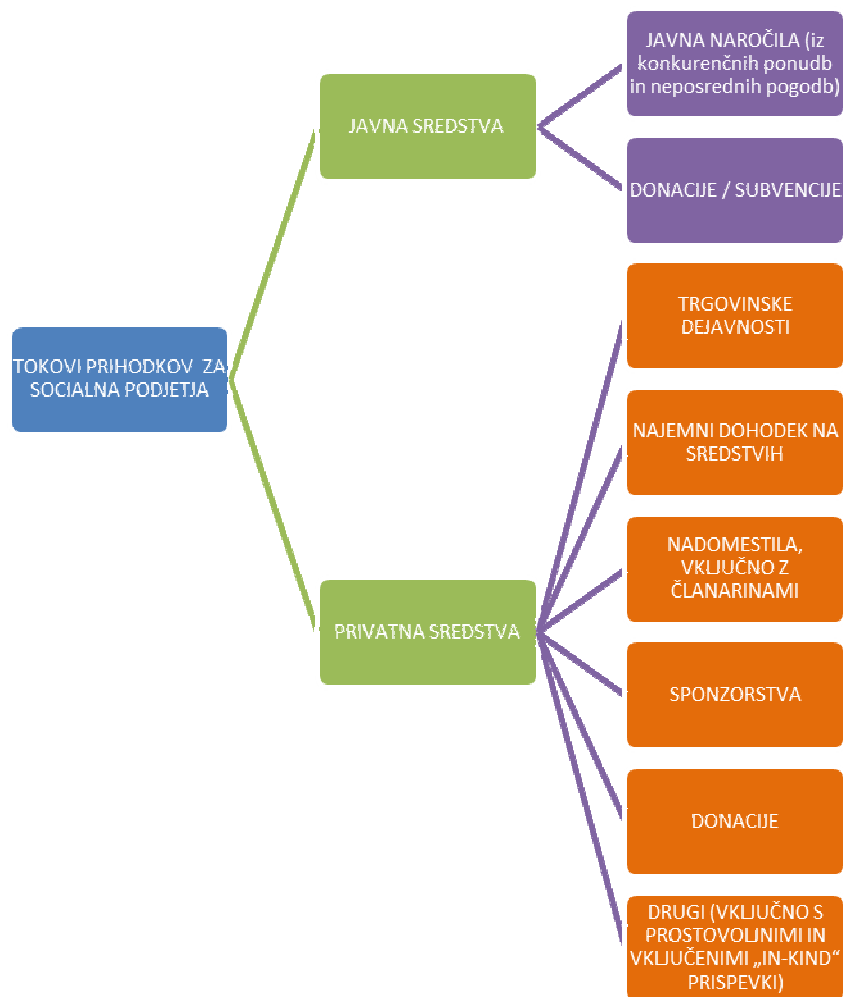 JAVNA NAROČILA (iz
konkurenčnih ponudb
in neposrednih pogodb)
JAVNA SREDSTVA
DONACIJE / SUBVENCIJE
TRGOVINSKE
DEJAVNOSTI
TOKOVI PRIHODKOV ZA
SOCIALNA PODJETJA
NAJEMNI DOHODEK NA
SREDSTVIH
NADOMESTILA,
VKLJUČNO Z
ČLANARINAMI
PRIVATNA SREDSTVA
SPONZORSTVA
DONACIJE
DRUGI (VKLJUČNO S
PROSTOVOLJNIMI IN
VKLJUČENIMI „IN-KIND“
PRISPEVKI)